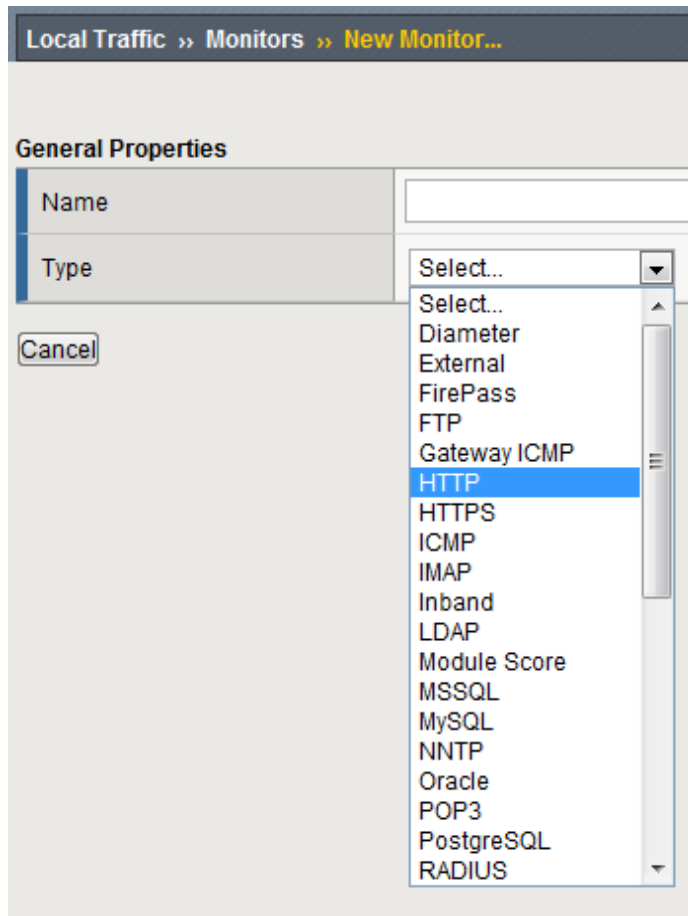 Local Traffic ›› Monitors ›› New Monitor...
General Properties
Name
Type
Select...
Select...
Diameter
External
FirePass
FTP
Gateway ICMP
HTTP
HTTPS
ICMP
IMAP
Inband
LDAP
Module Score
MSSQL
MySQL
NNTP
Oracle
POP3
PostgreSQL
RADIUS
Cancel